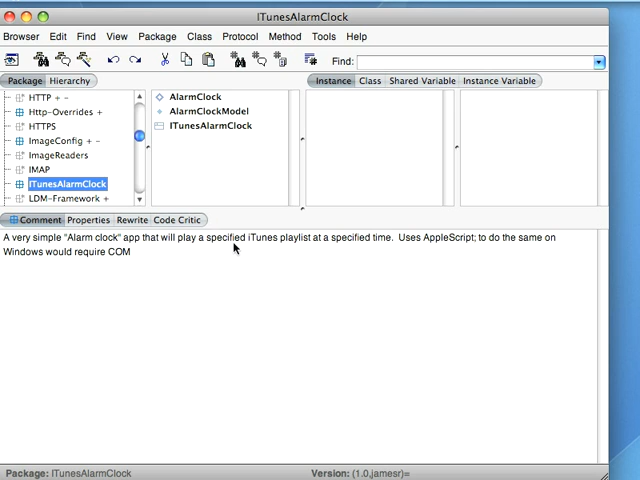 ITunesAlarmClock
Browser Edit Find View Package Class Protocol Method Tools Help
Find:
Package Hierarchy
Instance Class Shared Variable Instance Variable
HTTP + -
Http-Overrides +
HTTPS
ImageConfig + -
ImageReaders
IMAP
ITunesAlarmClock
LDM-Framework +
AlarmClock
AlarmClockModel
ITunesAlarmClock
Comment Properties Rewrite Code Critic
A very simple "Alarm clock" app that will play a specified iTunes playlist at a specified time. Uses AppleScript; to do the same on
Windows would require COM
Package: ITunesAlarmClock Version: (1.0,jamesr)=